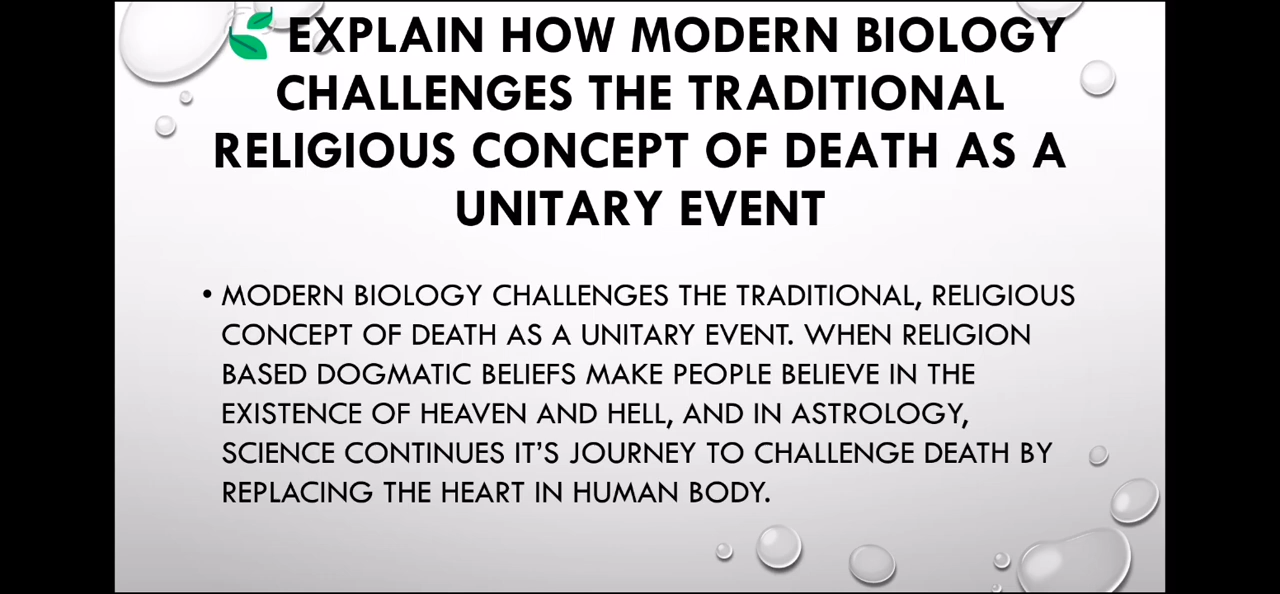 EXPLAIN HOW MODERN BIOLOGY
CHALLENGES THE TRADITIONAL
RELIGIOUS CONCEPT OF DEATH AS A
UNITARY EVENT
• MODERN BIOLOGY CHALLENGES THE TRADITIONAL, RELIGIOUS
CONCEPT OF DEATH AS A UNITARY EVENT. WHEN RELIGION
BASED DOGMATIC BELIEFS MAKE PEOPLE BELIEVE IN THE
EXISTENCE OF HEAVEN AND HELL, AND IN ASTROLOGY,
SCIENCE CONTINUES IT'S JOURNEY TO CHALLENGE DEATH BY
REPLACING THE HEART IN HUMAN BODY.